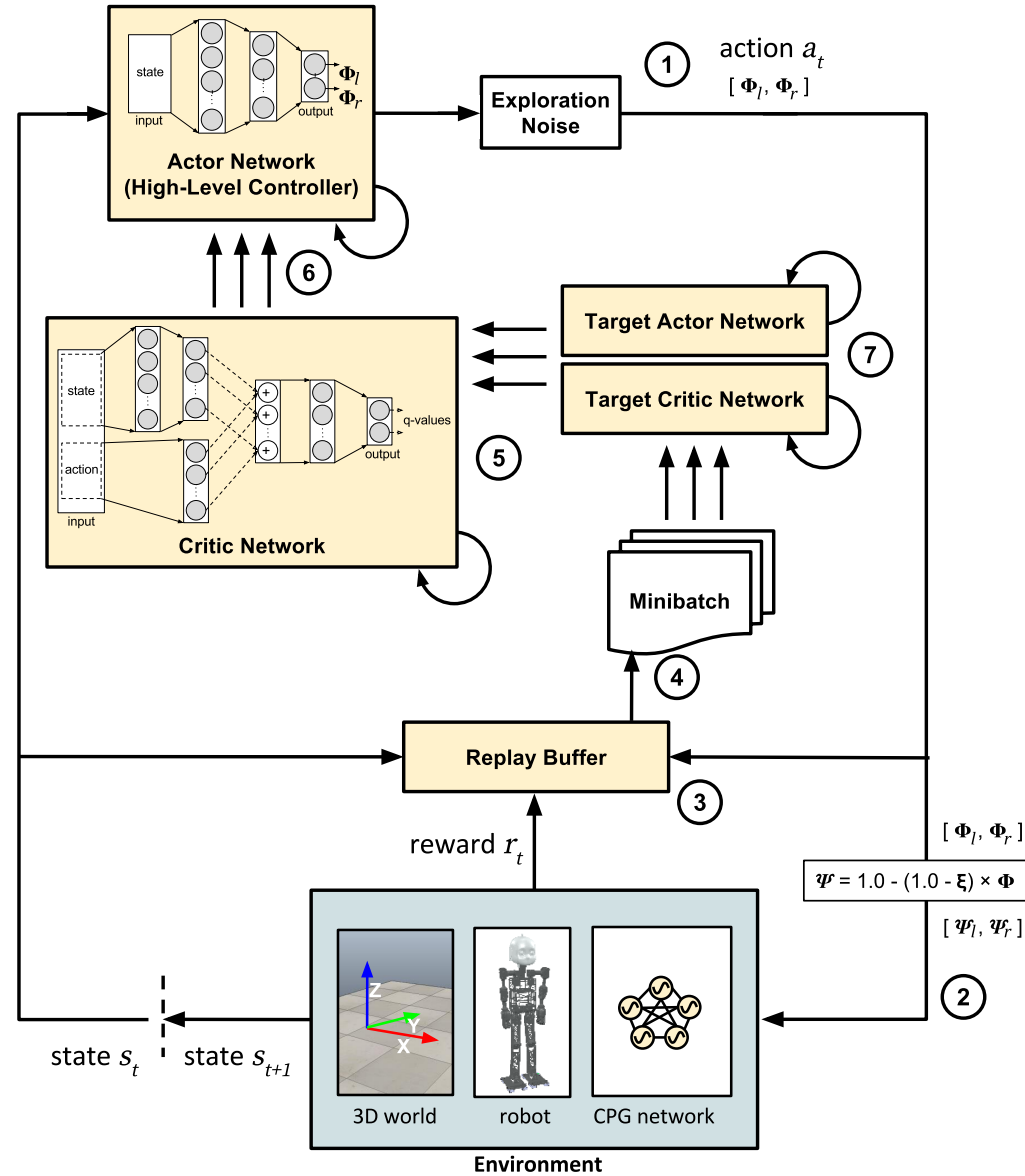 state
input
Φl
Φr
output
Actor Network
(High-Level Controller)
Exploration
Noise
1
action at
[ Φl, Φr ]
6
state
action
input
+
+
+
q-values
output
Critic Network
5
Target Actor Network
Target Critic Network
7
Minibatch
4
Replay Buffer
3
reward rt
[ Φl, Φr ]
Ψ = 1.0 - (1.0 - ξ) × Φ
[ Ψl, Ψr ]
2
Z
Y
X
3D world
robot
CPG network
state st
state st+1
Environment